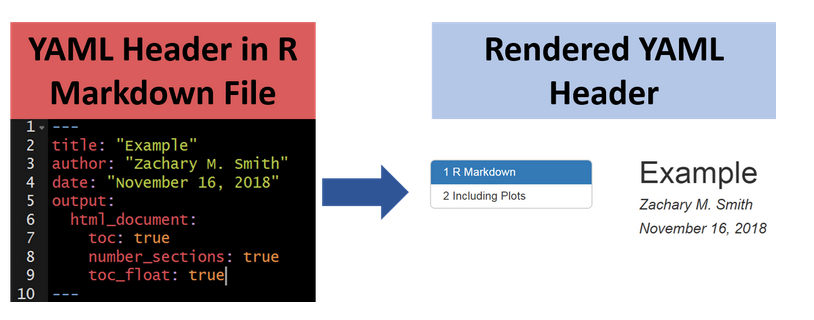 YAML Header in R
Markdown File
1 ---
2 title: "Example"
3 author: "Zachary M. Smith"
4 date: "November 16, 2018"
5 output:
6   html_document:
7     toc: true
8     number_sections: true
9     toc_float: true
10 ---
Rendered YAML
Header
1 R Markdown
2 Including Plots
Example
Zachary M. Smith
November 16, 2018